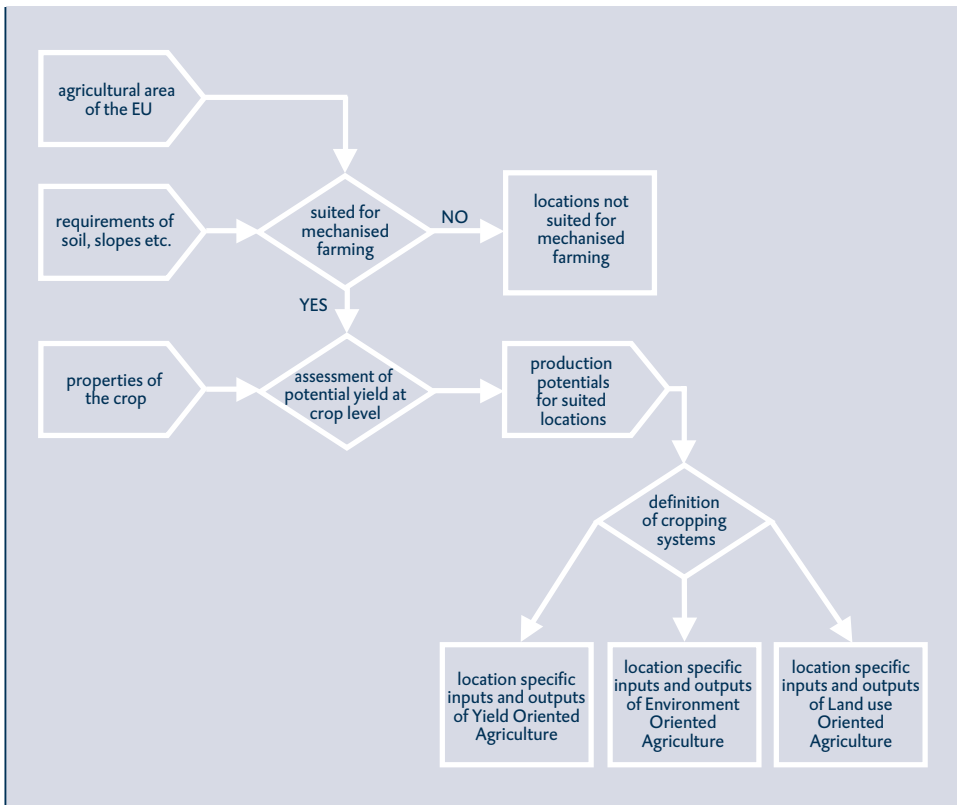 agricultural area
of the EU
requirements of
soil, slopes etc.
suited for
mechanised
farming
NO
locations not
suited for
mechanised
farming
YES
properties of
the crop
assessment of
potential yield at
crop level
production
potentials
for suited
locations
definition
of cropping
systems
location specific
inputs and outputs
of Yield Oriented
Agriculture
location specific
inputs and outputs
of Environment
Oriented
Agriculture
location specific
inputs and outputs
of Land use
Oriented
Agriculture